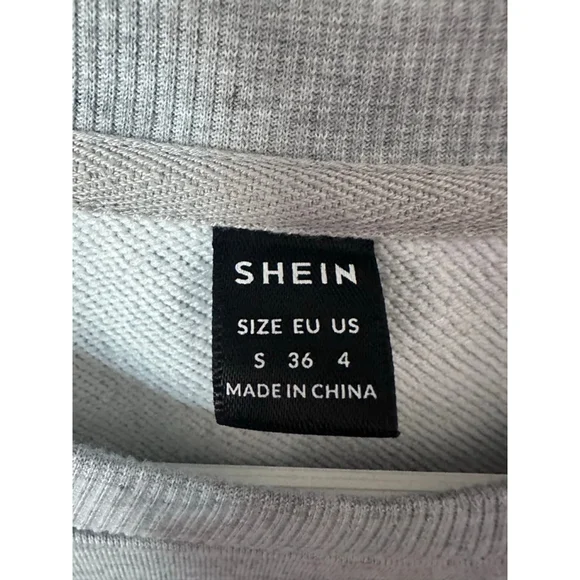 SHEIN
SIZE EU US
S 36 4
MADE IN CHINA